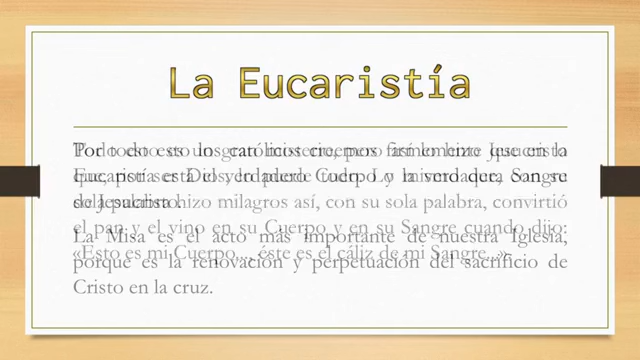 La Eucaristía
Por todo esto los católicos creemos firmemente que en la
Eucaristía está el verdadero Cuerpo y la verdadera Sangre
de Jesucristo.
La Misa es el acto más importante de nuestra Iglesia,
porque es la renovación y perpetuación del sacrificio de
Cristo en la cruz.
sola palabra hizo milagros así, con su sola palabra, convirtió
el pan y el vino en su Cuerpo y en su Sangre cuando dijo:
«Esto es mi Cuerpo... este es el cáliz de mi Sangre...».